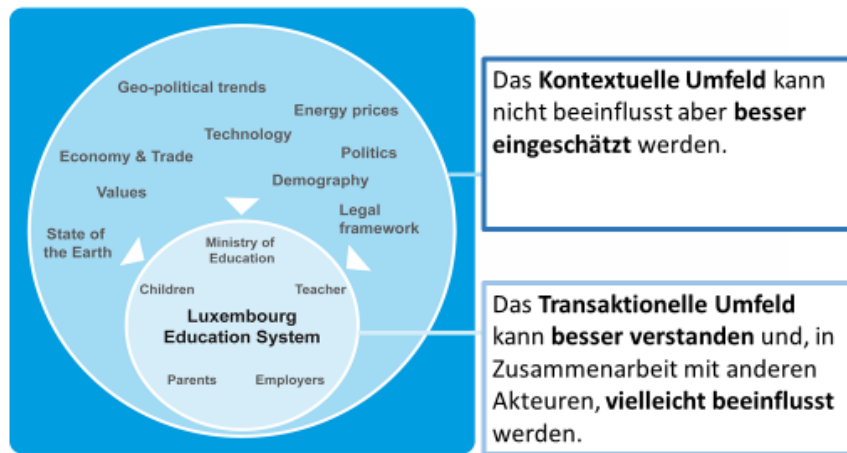 Geo-political trends
Energy prices
Technology
Economy & Trade
Politics
Values
Demography
Legal
framework
State of
the Earth
Ministry of
Education
Children
Teacher
Luxembourg
Education System
Parents
Employers
Das Kontextuelle Umfeld kann
nicht beeinflusst aber besser
eingeschätzt werden.
Das Transaktionelle Umfeld
kann besser verstanden und, in
Zusammenarbeit mit anderen
Akteuren, vielleicht beeinflusst
werden.